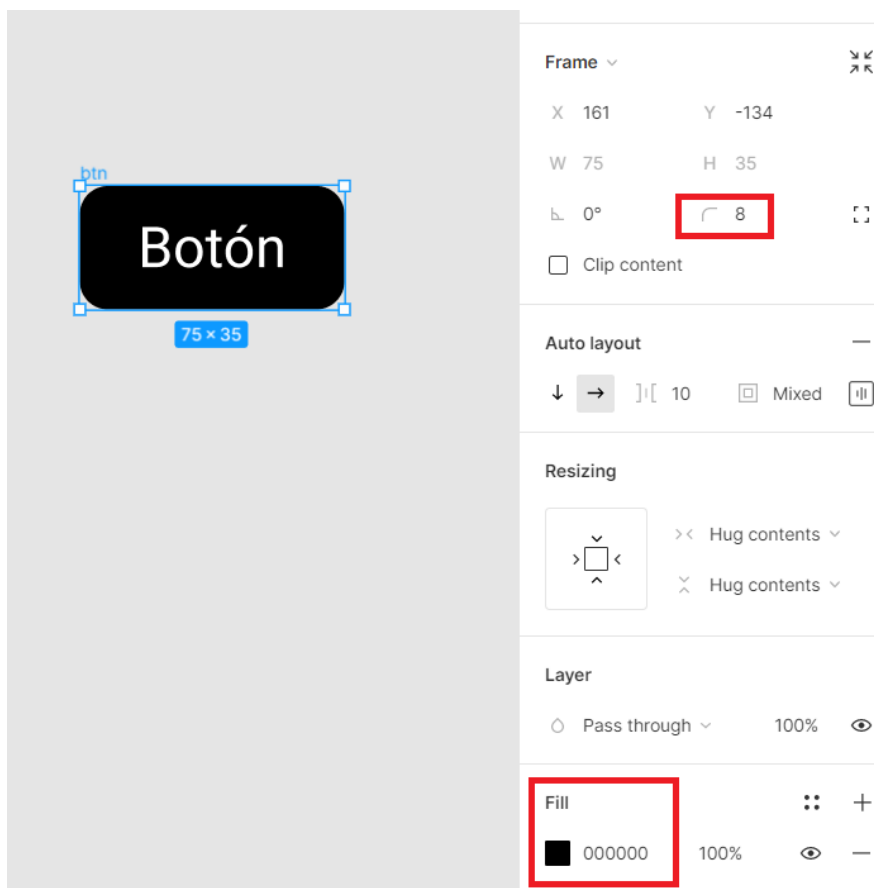 btn
Botón
75 × 35
Frame
X 161 Y -134
W 75 H 35
0° 8
Clip content
Auto layout
10 Mixed
Resizing
Hug contents
Hug contents
Layer
Pass through 100%
Fill
000000 100%